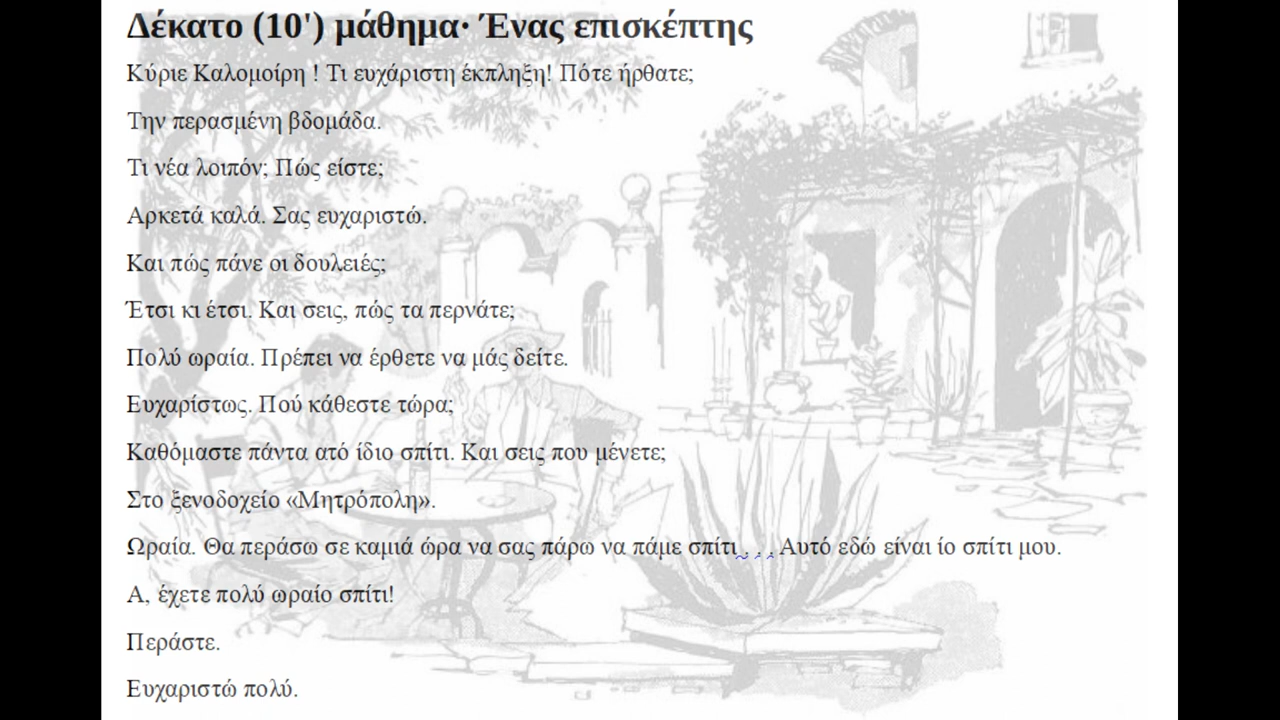 Δέκατο (10') μάθημα· Ένας επισκέπτης
Κύριε Καλομοίρη ! Τι ευχάριστη έκπληξη! Πότε ήρθατε;
Την περασμένη βδομάδα.
Τι νέα λοιπόν; Πώς είστε;
Αρκετά καλά. Σας ευχαριστώ.
Και πώς πάνε οι δουλειές;
Έτσι κι έτσι. Και σεις, πώς τα περνάτε;
Πολύ ωραία. Πρέπει να έρθετε να μάς δείτε.
Ευχαρίστως. Πού κάθεστε τώρα;
Καθόμαστε πάντα ατό ίδιο σπίτι. Και σεις που μένετε;
Στο ξενοδοχείο «Μητρόπολη».
Ωραία. Θα περάσω σε καμιά ώρα να σας πάρω να πάμε σπίτι . . . Αυτό εδώ είναι ίο σπίτι μου.
Α, έχετε πολύ ωραίο σπίτι!
Περάστε.
Ευχαριστώ πολύ.